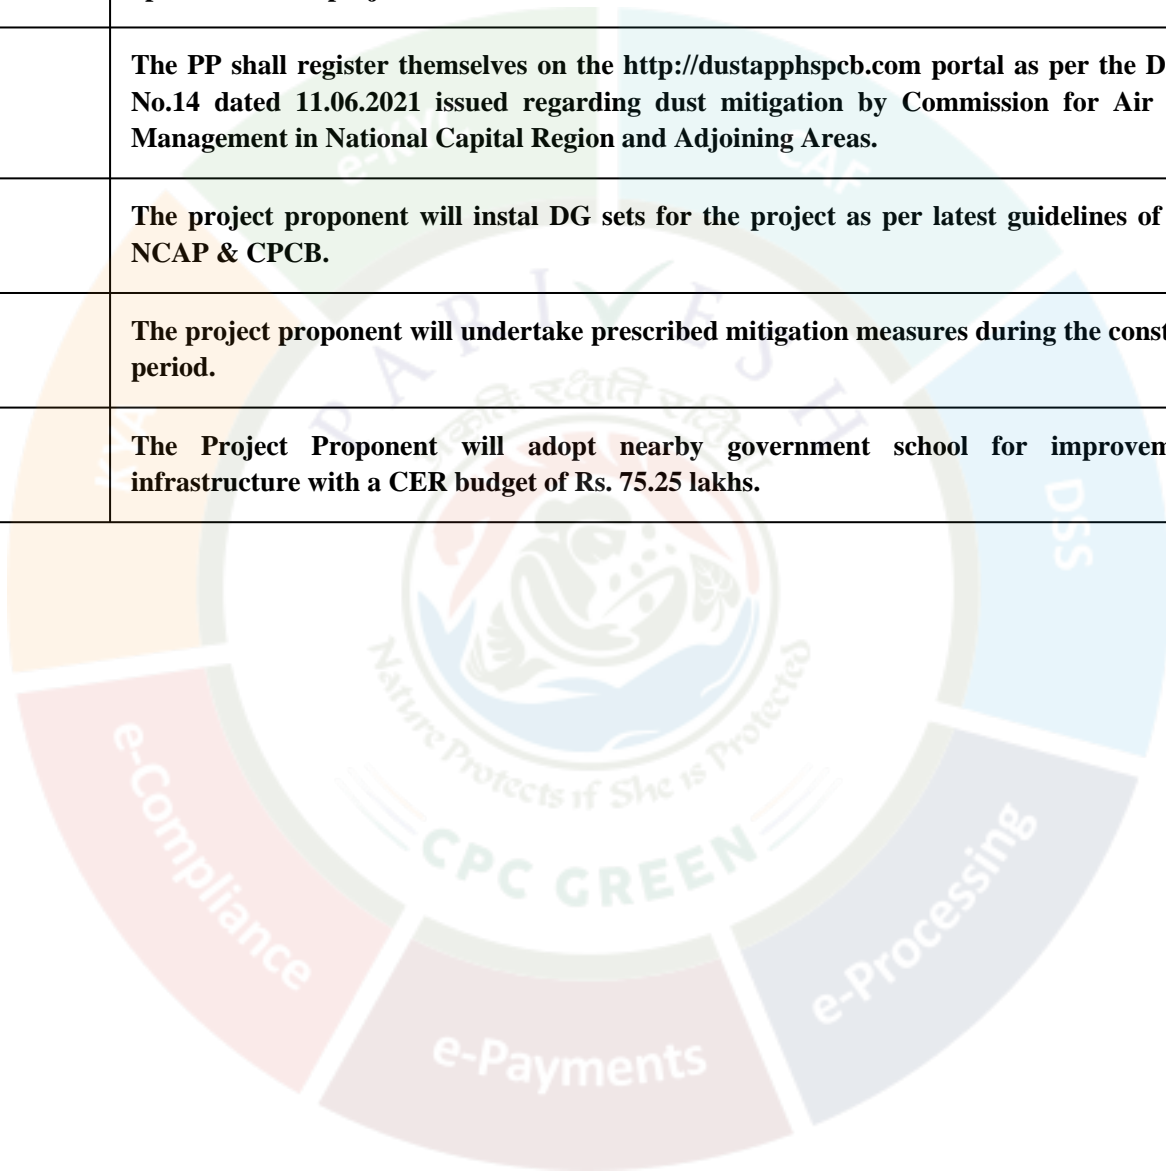 The PP shall register themselves on the http://dustapphspcb.com portal as per the D
No.14 dated 11.06.2021 issued regarding dust mitigation by Commission for Air
Management in National Capital Region and Adjoining Areas.
The project proponent will instal DG sets for the project as per latest guidelines of
NCAP & CPCB.
The project proponent will undertake prescribed mitigation measures during the const
period.
The Project Proponent will adopt nearby government school for improvem
infrastructure with a CER budget of Rs. 75.25 lakhs.
e-KYC
CAF
KYA
DSS
PARIVESH
Nature Protects if She is Protected
CPC GREEN
e-Compliance
e-Processing
e-Payments